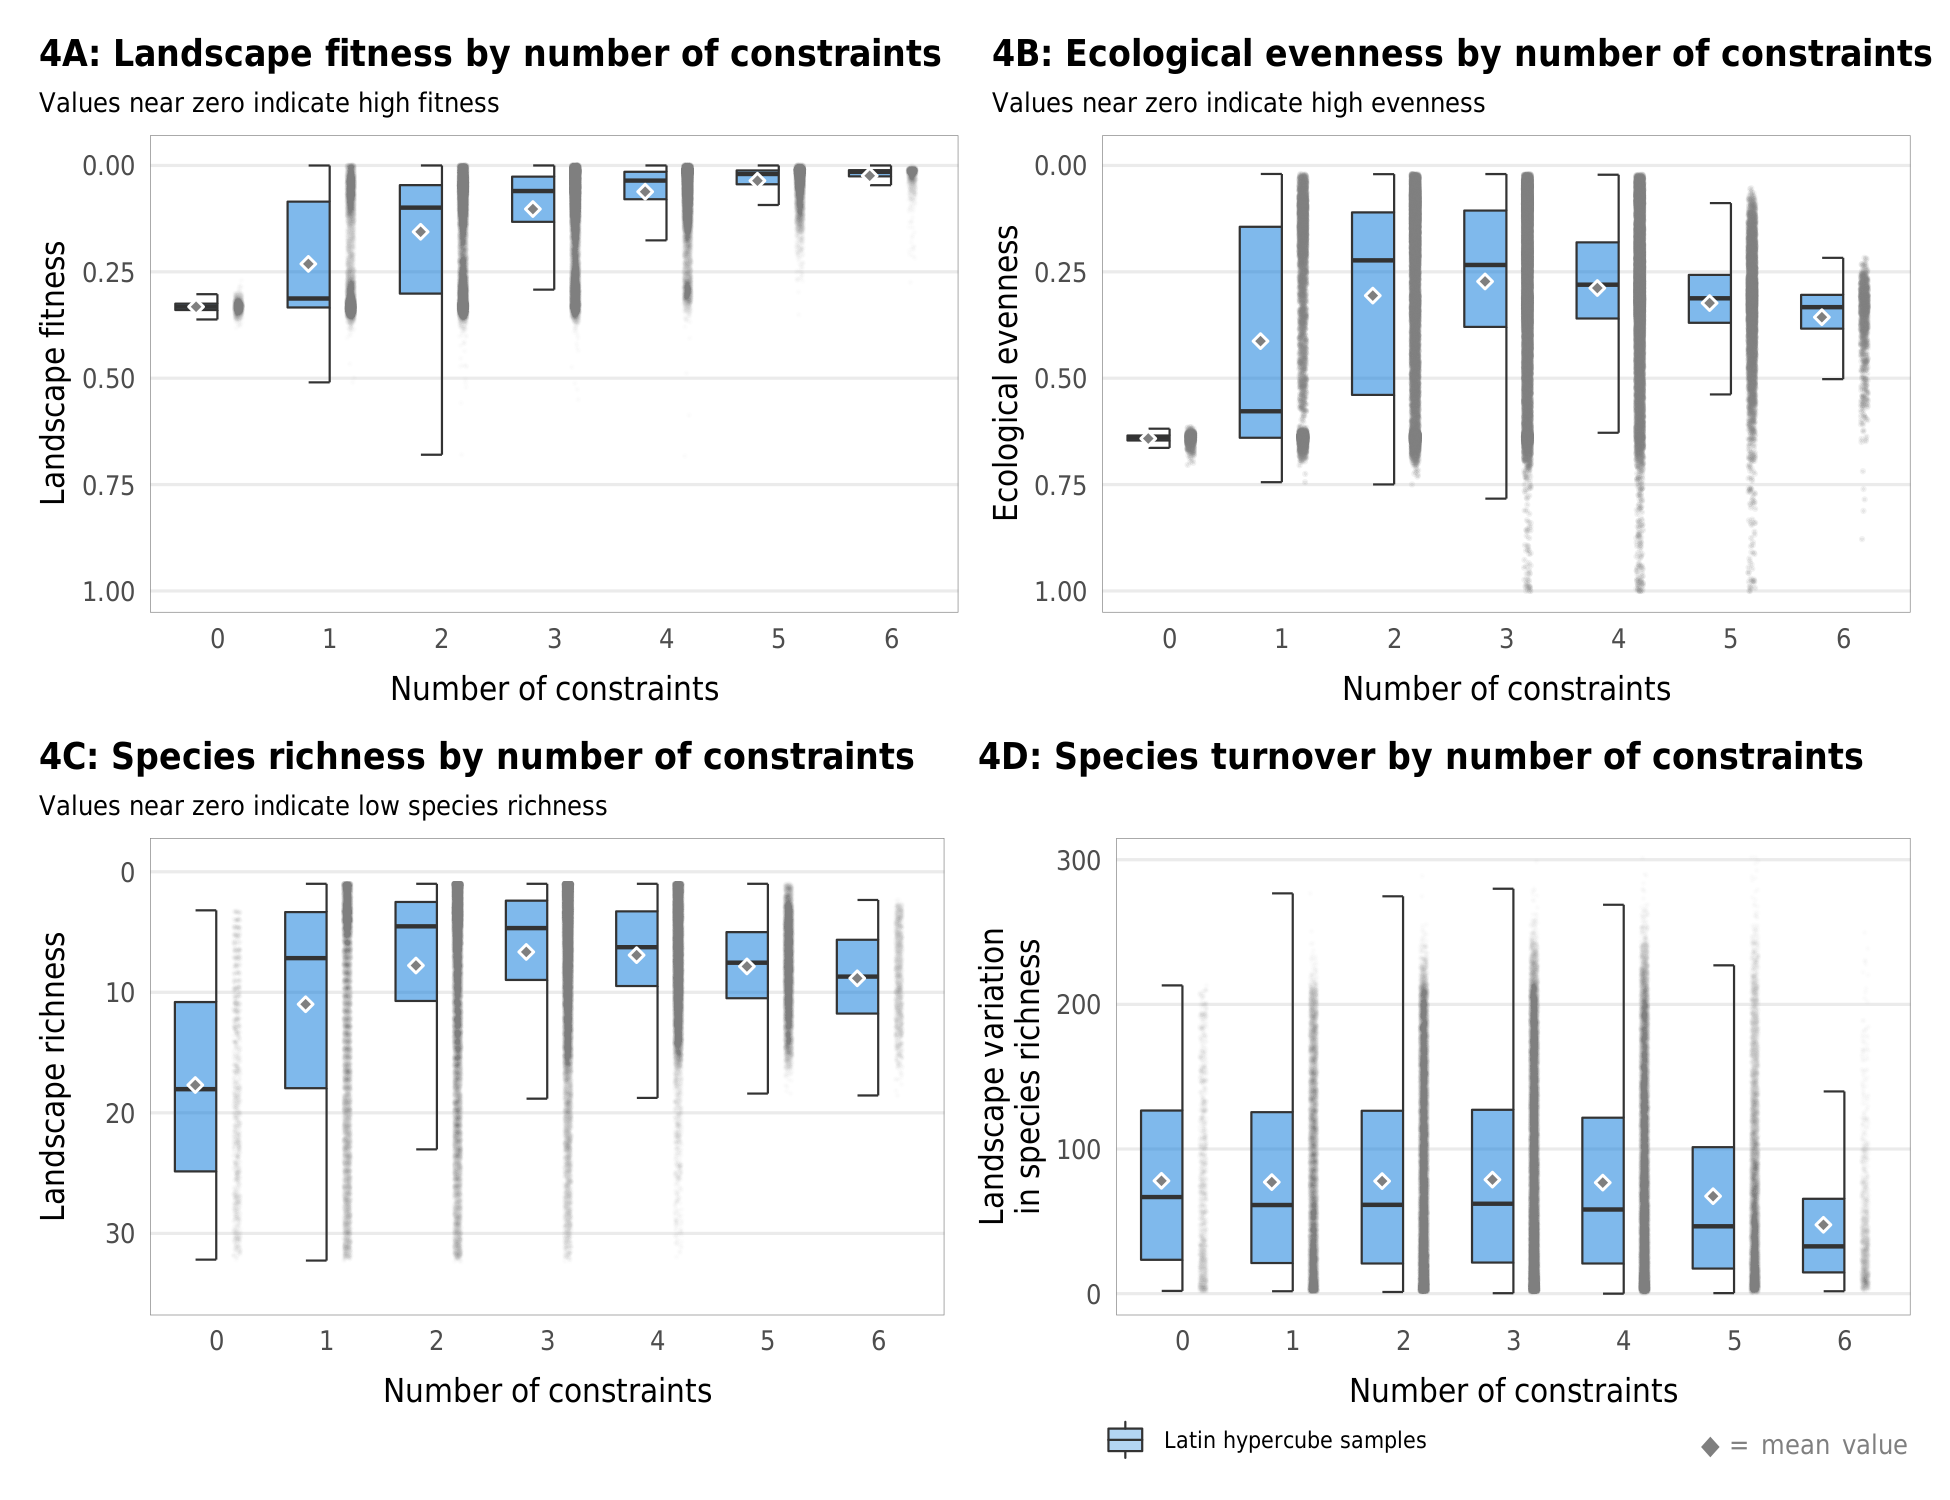 4A: Landscape fitness by number of constraints
Values near zero indicate high fitness
Landscape fitness
0.00
0.25
0.50
0.75
1.00
0 1 2 3 4 5 6
Number of constraints
4B: Ecological evenness by number of constraints
Values near zero indicate high evenness
Ecological evenness
0.00
0.25
0.50
0.75
1.00
0 1 2 3 4 5 6
Number of constraints
4C: Species richness by number of constraints
Values near zero indicate low species richness
Landscape richness
0
10
20
30
0 1 2 3 4 5 6
Number of constraints
4D: Species turnover by number of constraints
Landscape variation
in species richness
300
200
100
0
0 1 2 3 4 5 6
Number of constraints
Latin hypercube samples
◆ = mean value